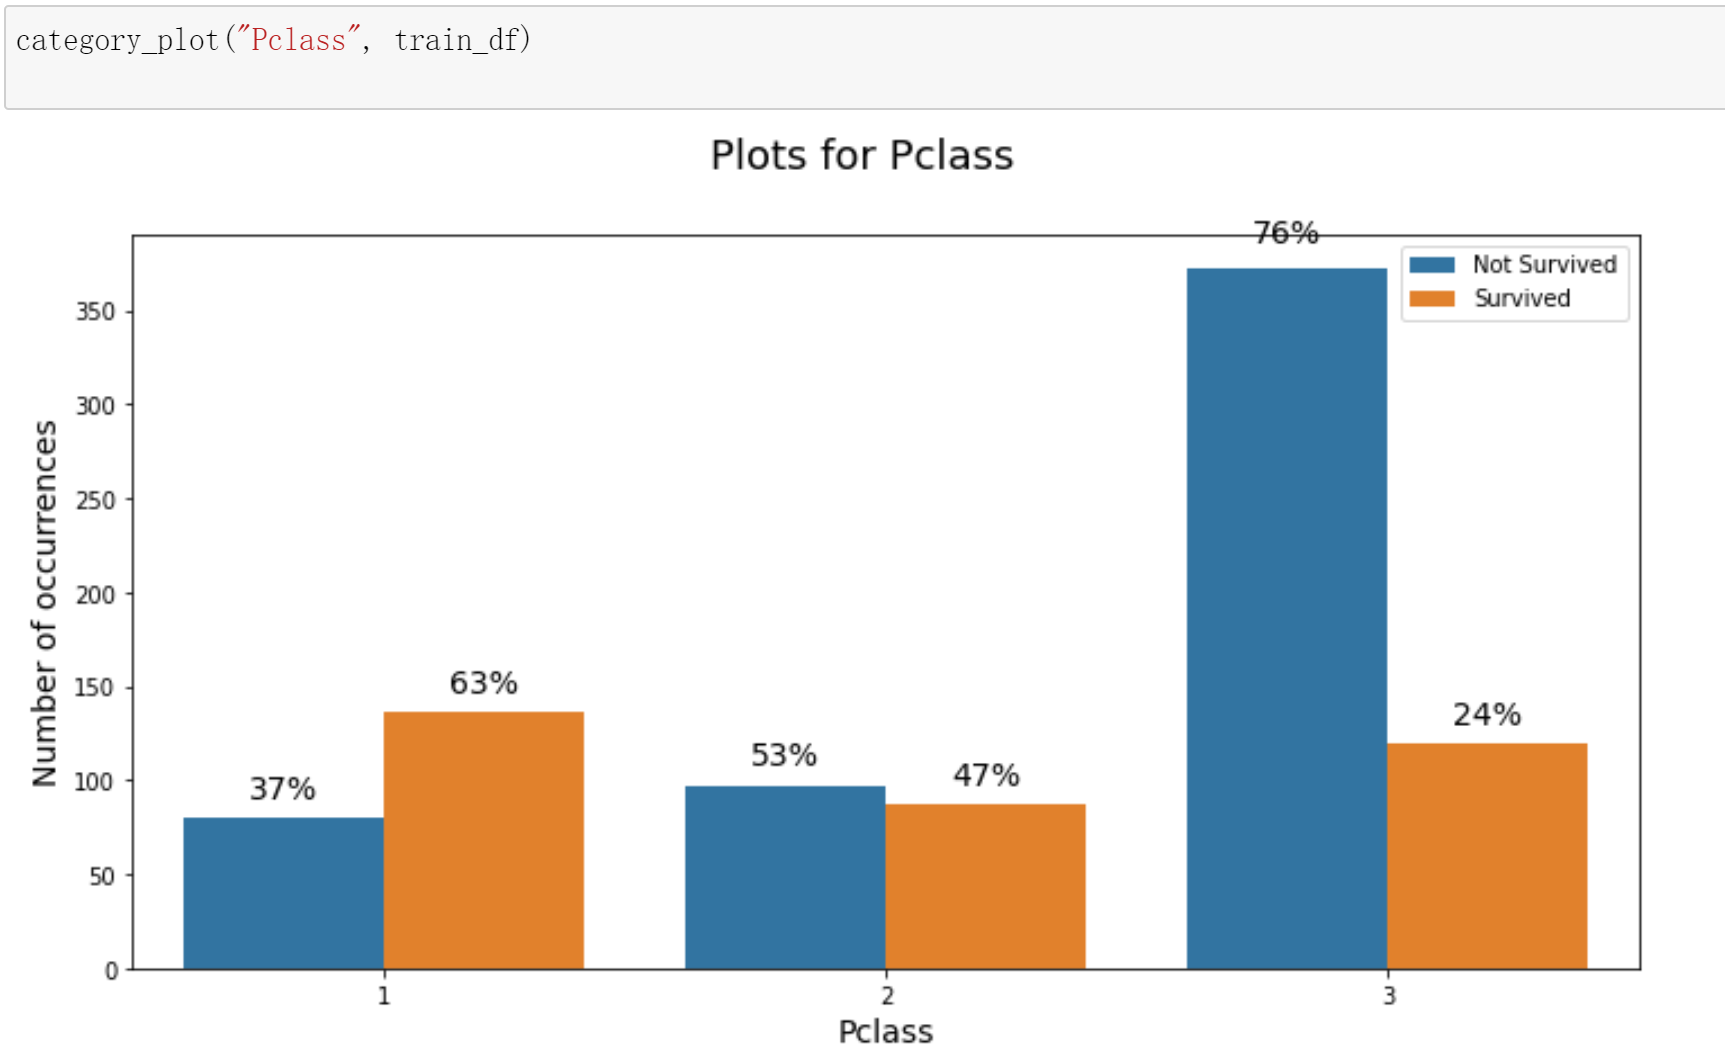 category_plot("Pclass", train_df)
Plots for Pclass
76%
Not Survived
Survived
350
300
250
200
150
100
50
0
Number of occurrences
63%
37%
53%
47%
24%
1 2 3
Pclass